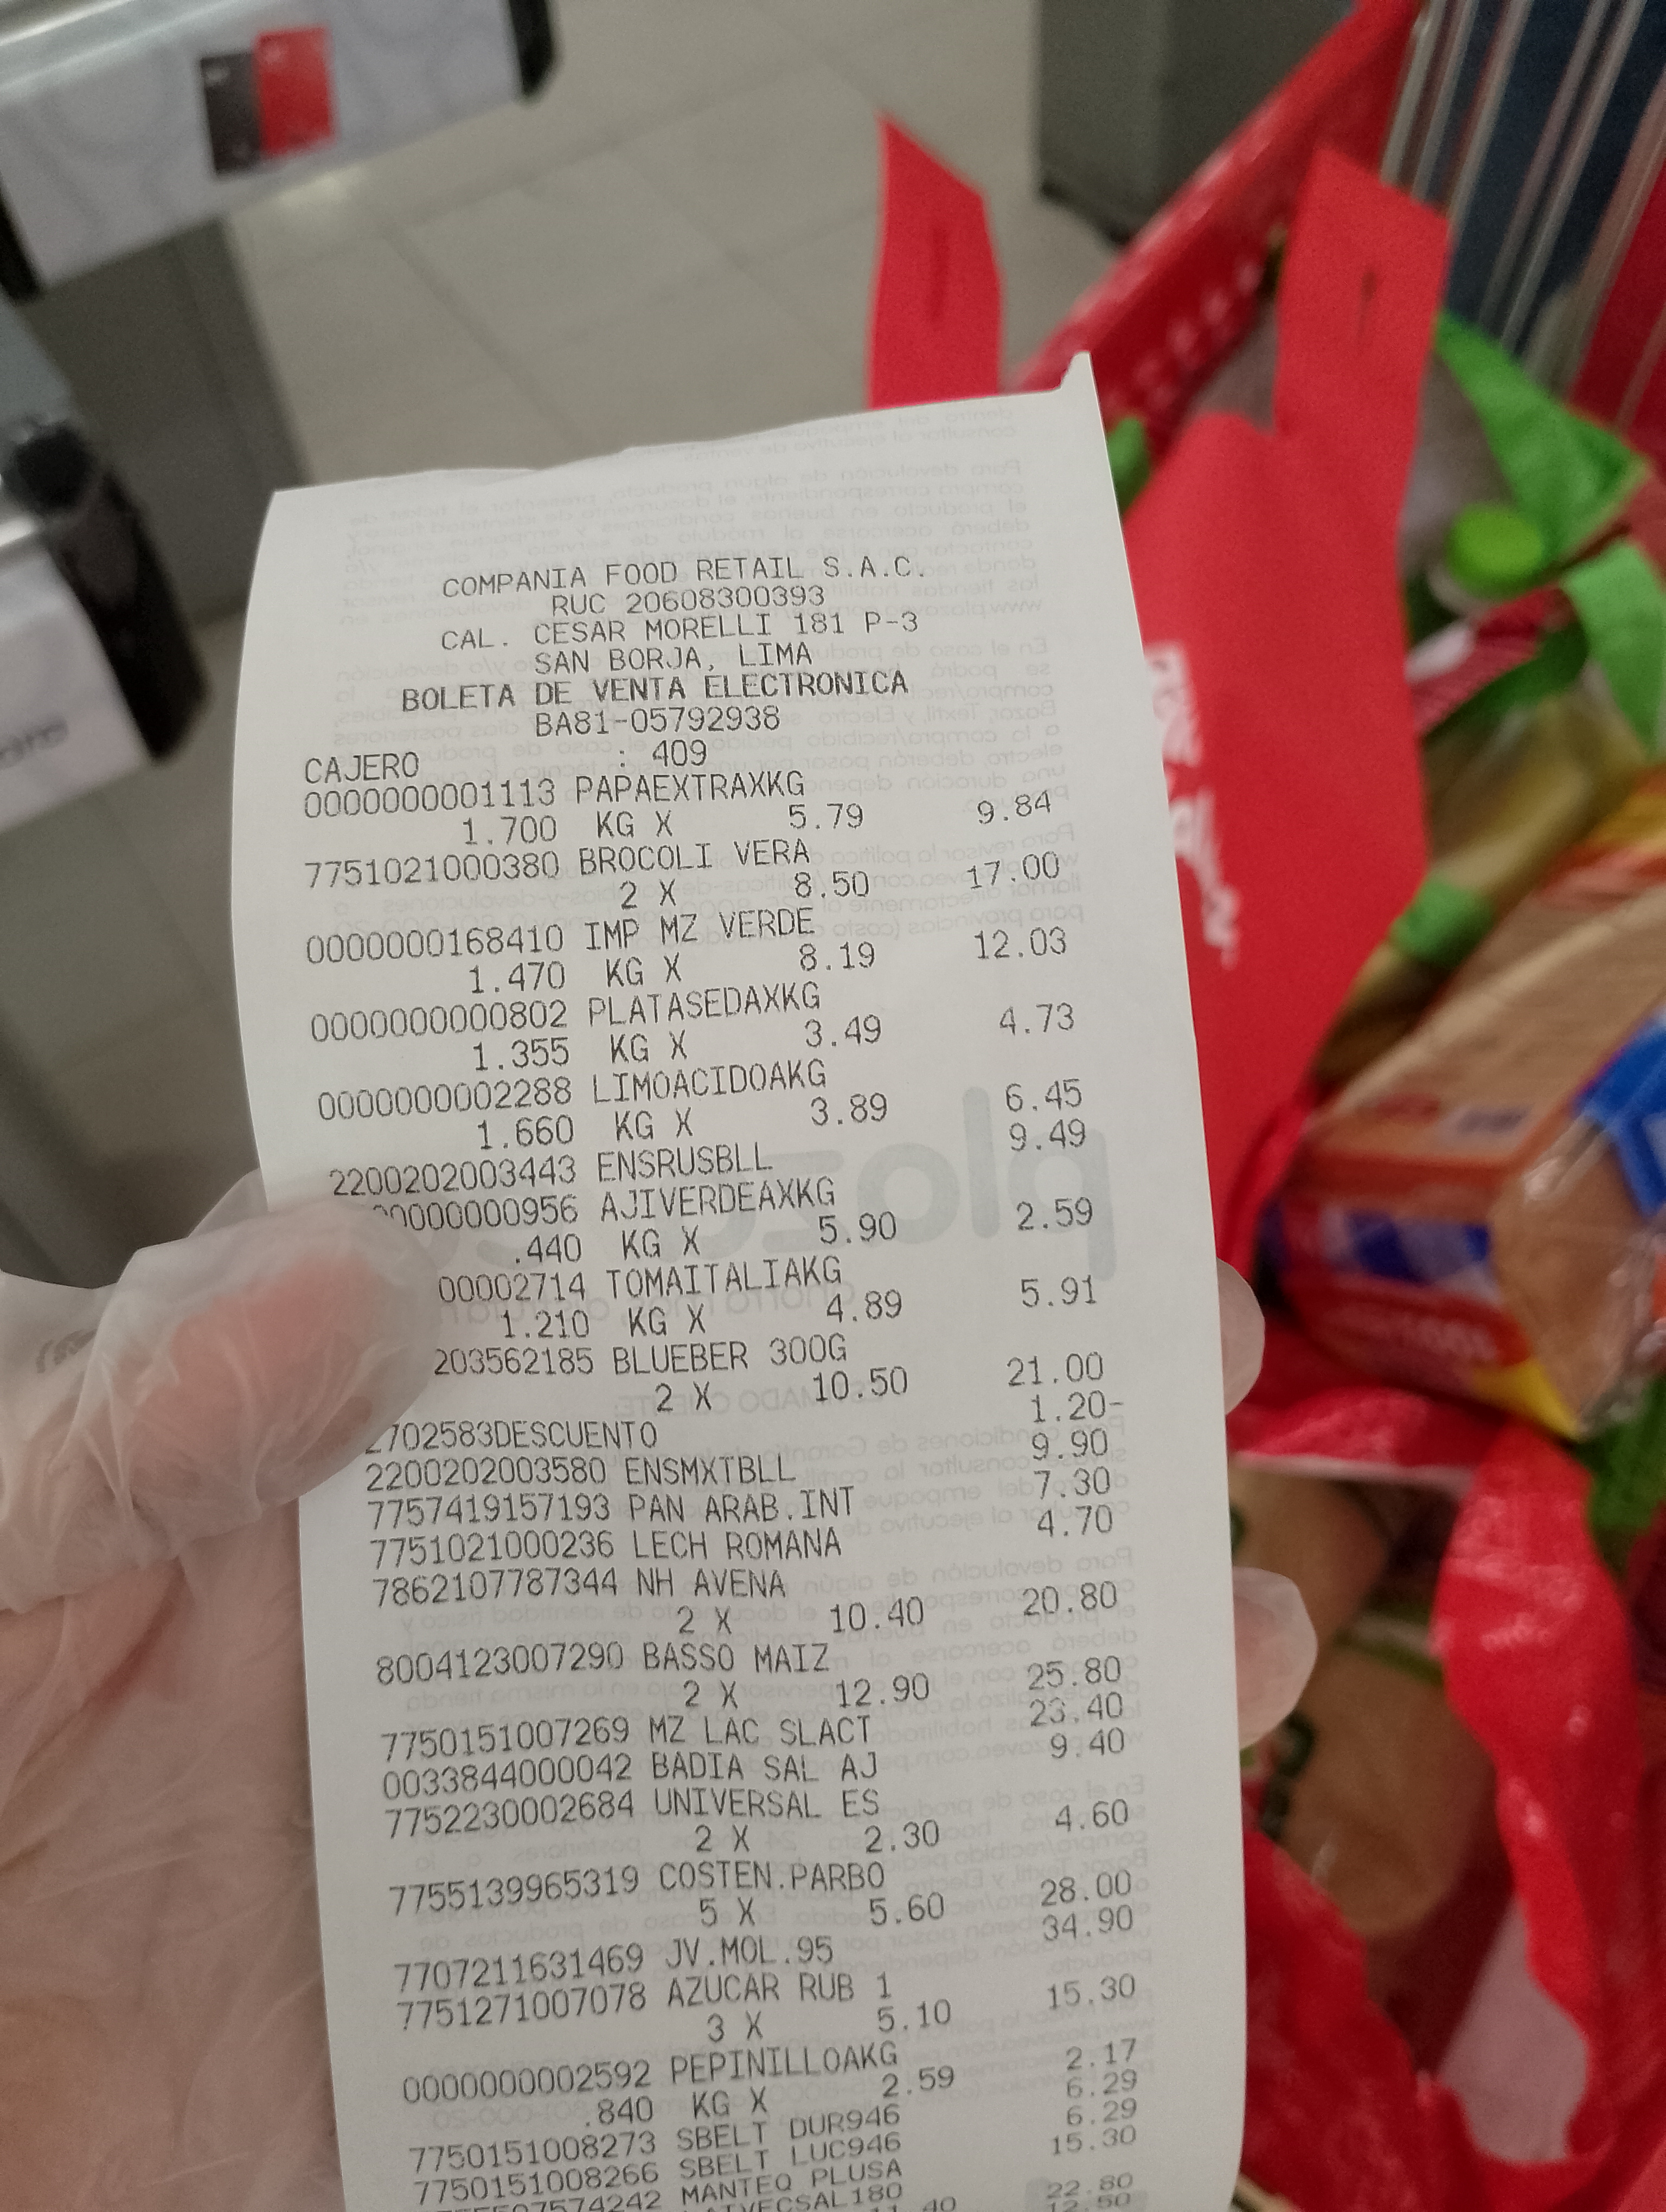 COMPANIA FOOD RETAIL S.A.C.
RUC 20608300393
CAL. CESAR MORELLI 181 P-3
SAN BORJA, LIMA
BOLETA DE VENTA ELECTRONICA
BA81-05792938
CAJERO : 409
0000000001113 PAPAEXTRAXKG
1.700 KG X 5.79 9.84
7751021000380 BROCOLI VERA
2 X 8.50 17.00
0000000168410 IMP MZ VERDE
1.470 KG X 8.19 12.03
0000000000802 PLATASEDAXKG
1.355 KG X 3.49 4.73
0000000002288 LIMOACIDOAKG
1.660 KG X 3.89 6.45
2200202003443 ENSRUSBLL 9.49
00000000956 AJIVERDEAXKG
.440 KG X 5.90 2.59
00002714 TOMAITALIAKG
1.210 KG X 4.89 5.91
203562185 BLUEBER 300G
2 X 10.50 21.00
2702583DESCUENTO 1.20-
2200202003580 ENSMXTBLL 9.90
7757419157193 PAN ARAB.INT 7.30
7751021000236 LECH ROMANA 4.70
7862107787344 NH AVENA
2 X 10.40 20.80
8004123007290 BASSO MAIZ
2 X 12.90 25.80
7750151007269 MZ LAC SLACT 23.40
0033844000042 BADIA SAL AJ 9.40
7752230002684 UNIVERSAL ES
2 X 2.30 4.60
7755139965319 COSTEN.PARBO
5 X 5.60 28.00
7707211631469 JV.MOL.95 34.90
7751271007078 AZUCAR RUB 1
3 X 5.10 15.30
0000000002592 PEPINILLOAKG
.840 KG X 2.59 2.17
7750151008273 SBELT DUR946 6.29
7750151008266 SBELT LUC946 6.29
MANTEQ PLUSA 15.30
22.80
12.50